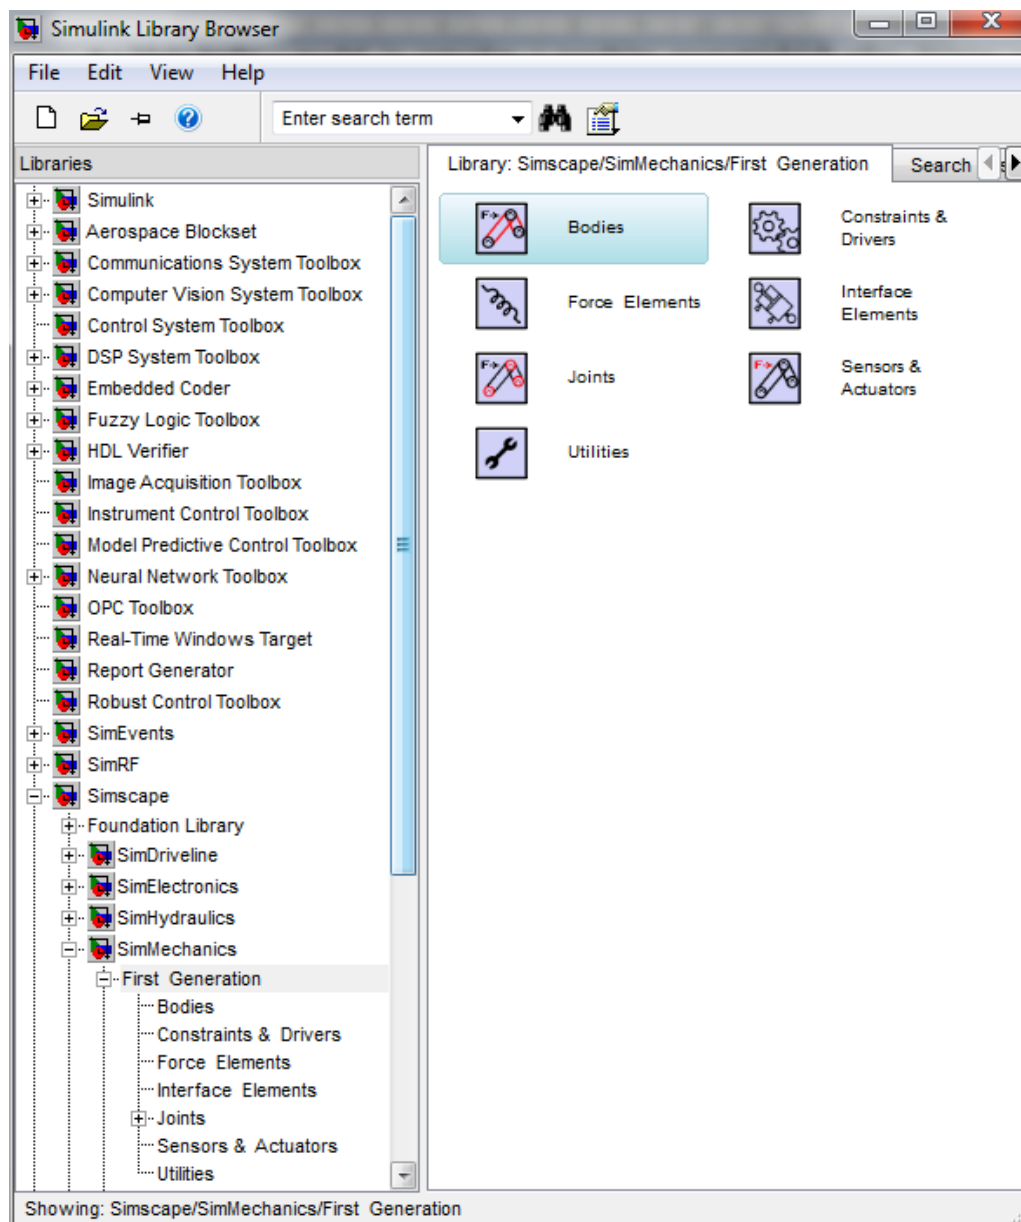 Simulink Library Browser
File Edit View Help
Enter search term
Libraries
Simulink
Aerospace Blockset
Communications System Toolbox
Computer Vision System Toolbox
Control System Toolbox
DSP System Toolbox
Embedded Coder
Fuzzy Logic Toolbox
HDL Verifier
Image Acquisition Toolbox
Instrument Control Toolbox
Model Predictive Control Toolbox
Neural Network Toolbox
OPC Toolbox
Real-Time Windows Target
Report Generator
Robust Control Toolbox
SimEvents
SimRF
Simscape
Foundation Library
SimDriveline
SimElectronics
SimHydraulics
SimMechanics
First Generation
Bodies
Constraints & Drivers
Force Elements
Interface Elements
Joints
Sensors & Actuators
Utilities
Library: Simscape/SimMechanics/First Generation
Search
F
Bodies
Constraints &
Drivers
Force Elements
Interface
Elements
F
Joints
F
Sensors &
Actuators
Utilities
Showing: Simscape/SimMechanics/First Generation